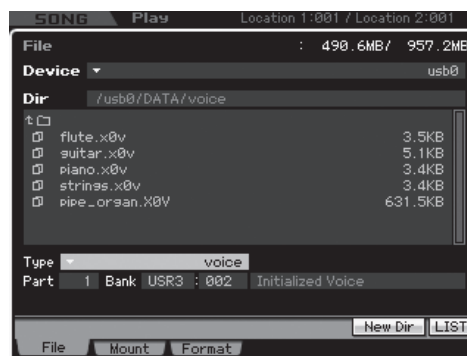 SONG Play Location 1:001 / Location 2:001
File : 490.6MB/ 957.2MB
Device usb0
Dir /usb0/DATA/voice
flute.x0v 3.5KB
guitar.x0v 5.1KB
piano.x0v 3.4KB
strings.x0v 3.4KB
pipe_organ.X0V 631.5KB
Type voice
Part 1 Bank USR3 : 002 Initialized Voice
New Dir LIST
File Mount Format